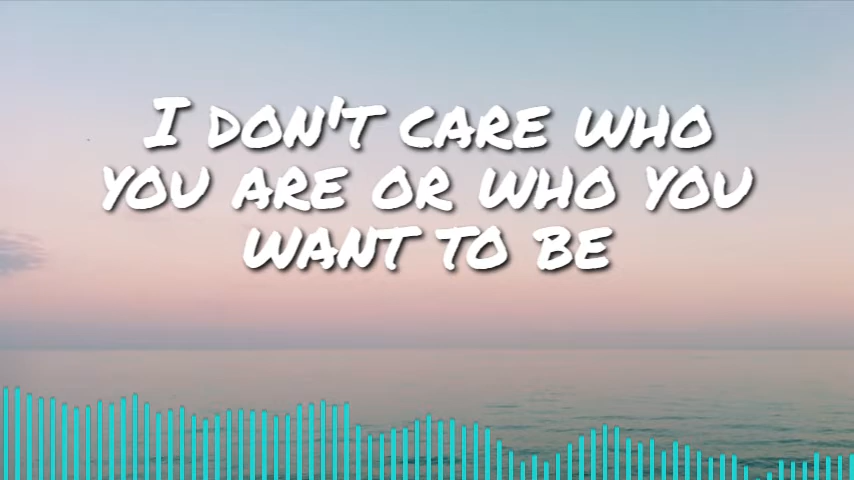 I DON'T CARE WHO
YOU ARE OR WHO YOU
WANT TO BE